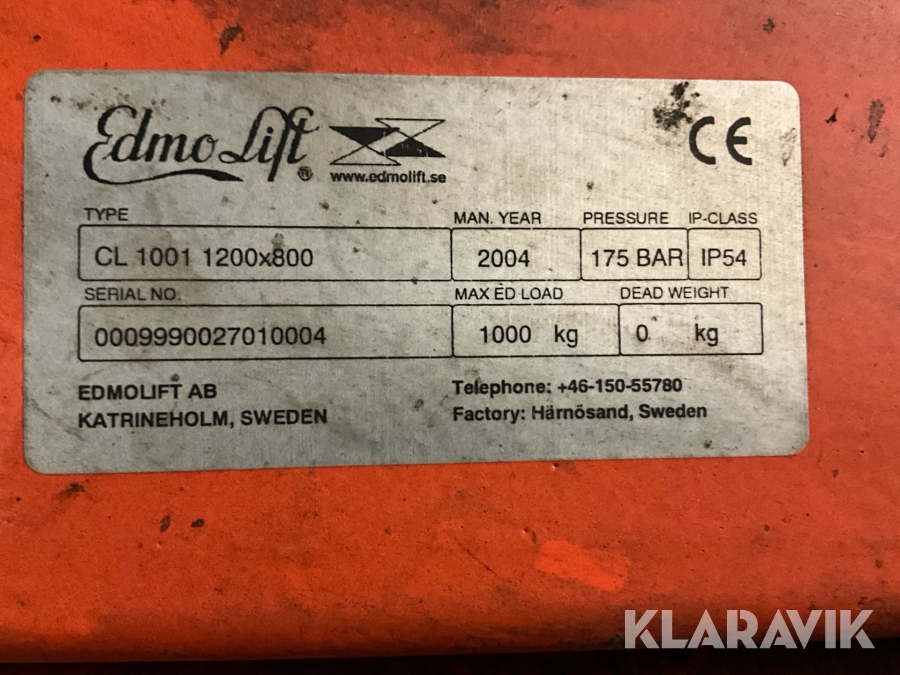 Edmo Lift ®
www.edmolift.se
CE
TYPE MAN. YEAR PRESSURE IP-CLASS
CL 1001 1200x800 2004 175 BAR IP54
SERIAL NO. MAX ED LOAD DEAD WEIGHT
0009990027010004 1000 kg 0 kg
EDMOLIFT AB Telephone: +46-150-55780
KATRINEHOLM, SWEDEN Factory: Härnösand, Sweden
KLARAVIK